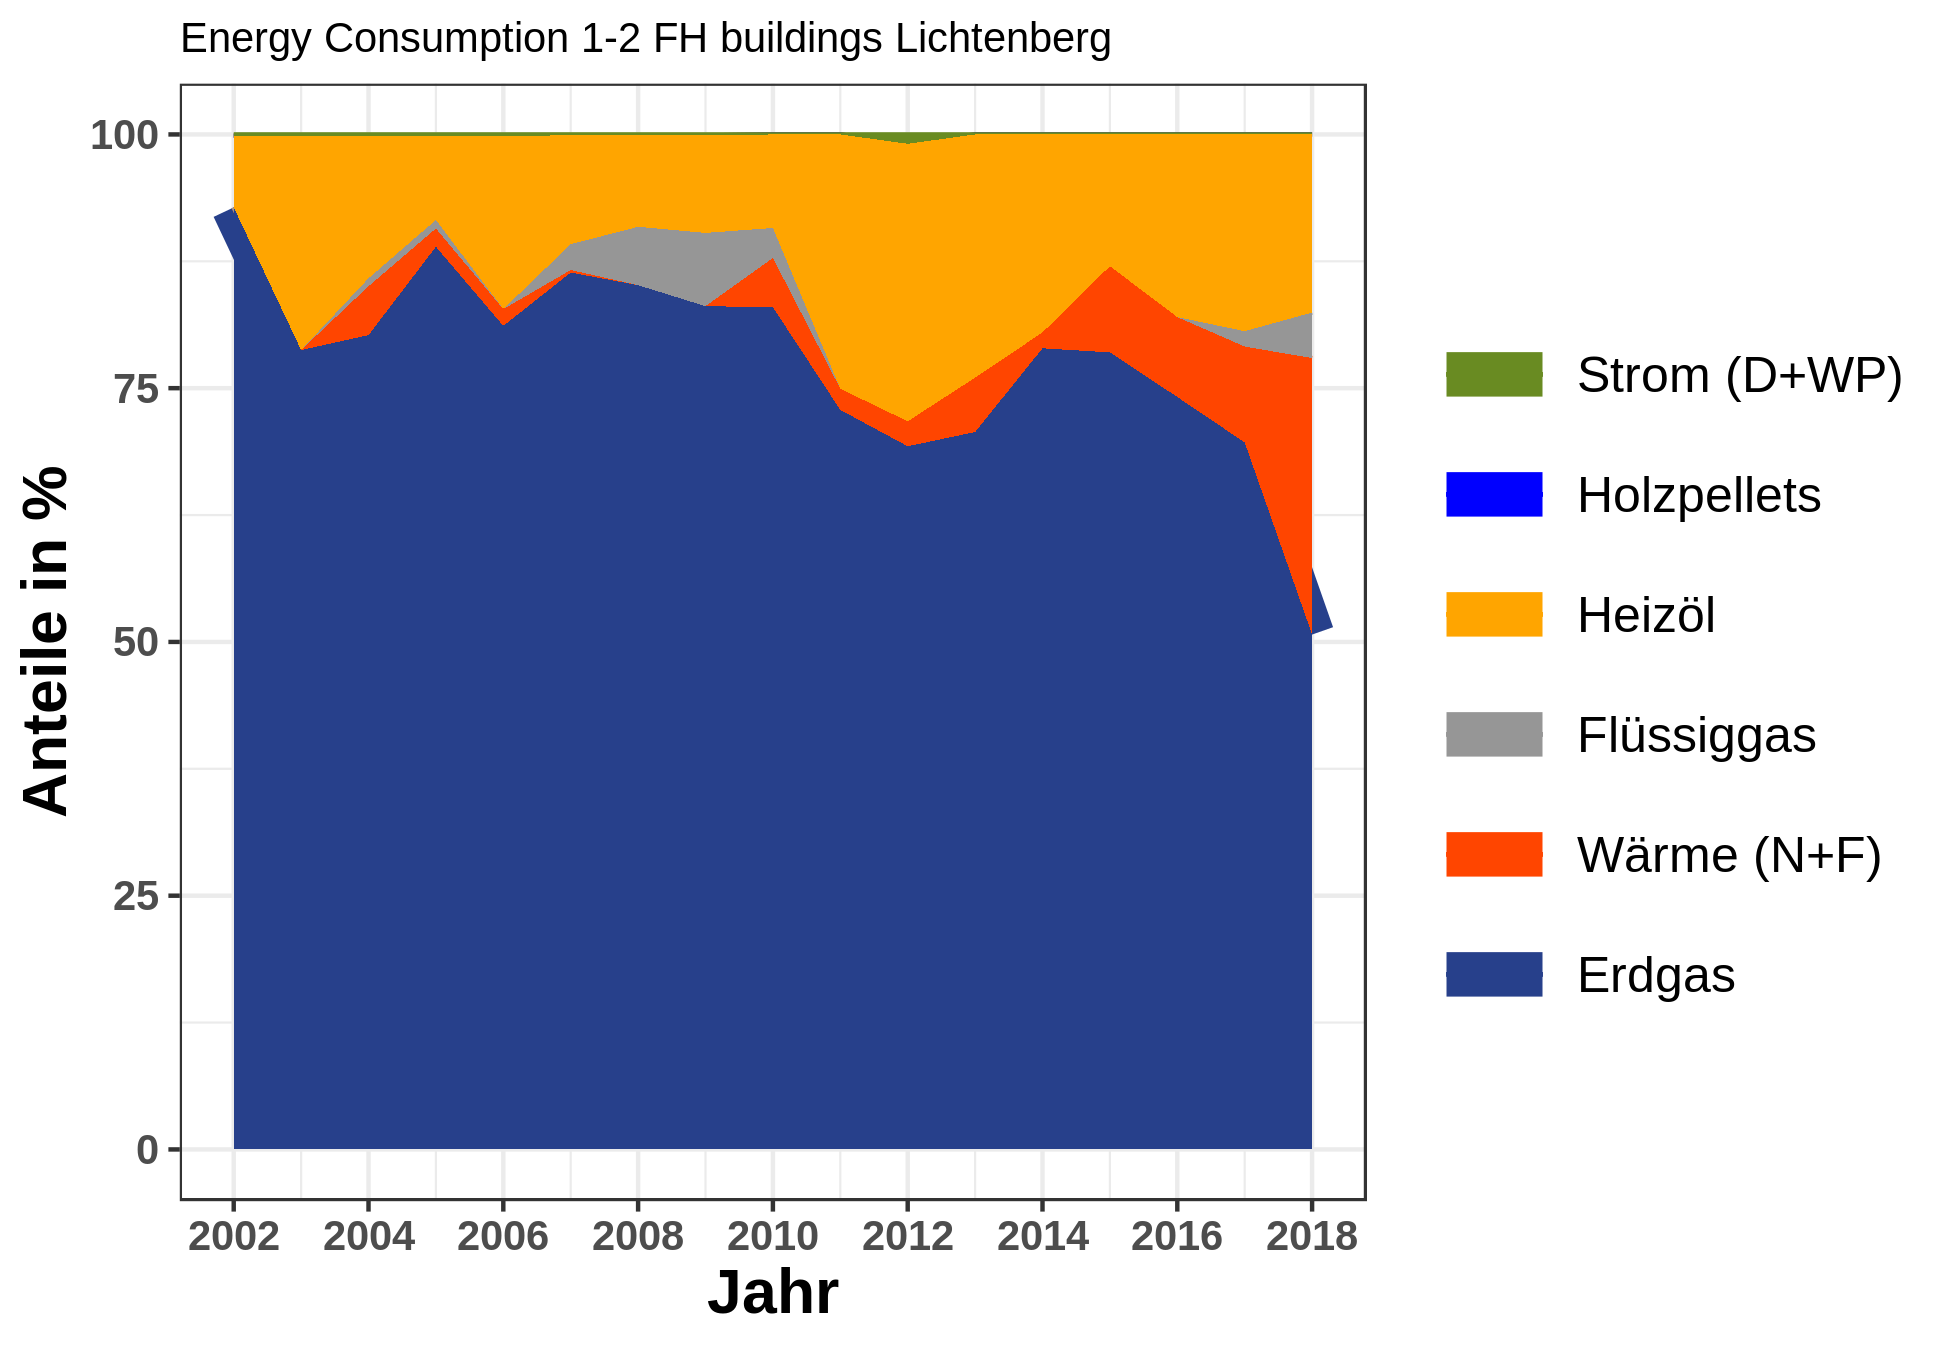 Energy Consumption 1-2 FH buildings Lichtenberg
Anteile in %
100
75
50
25
0
2002 2004 2006 2008 2010 2012 2014 2016 2018
Jahr
Strom (D+WP)
Holzpellets
Heizöl
Flüssiggas
Wärme (N+F)
Erdgas